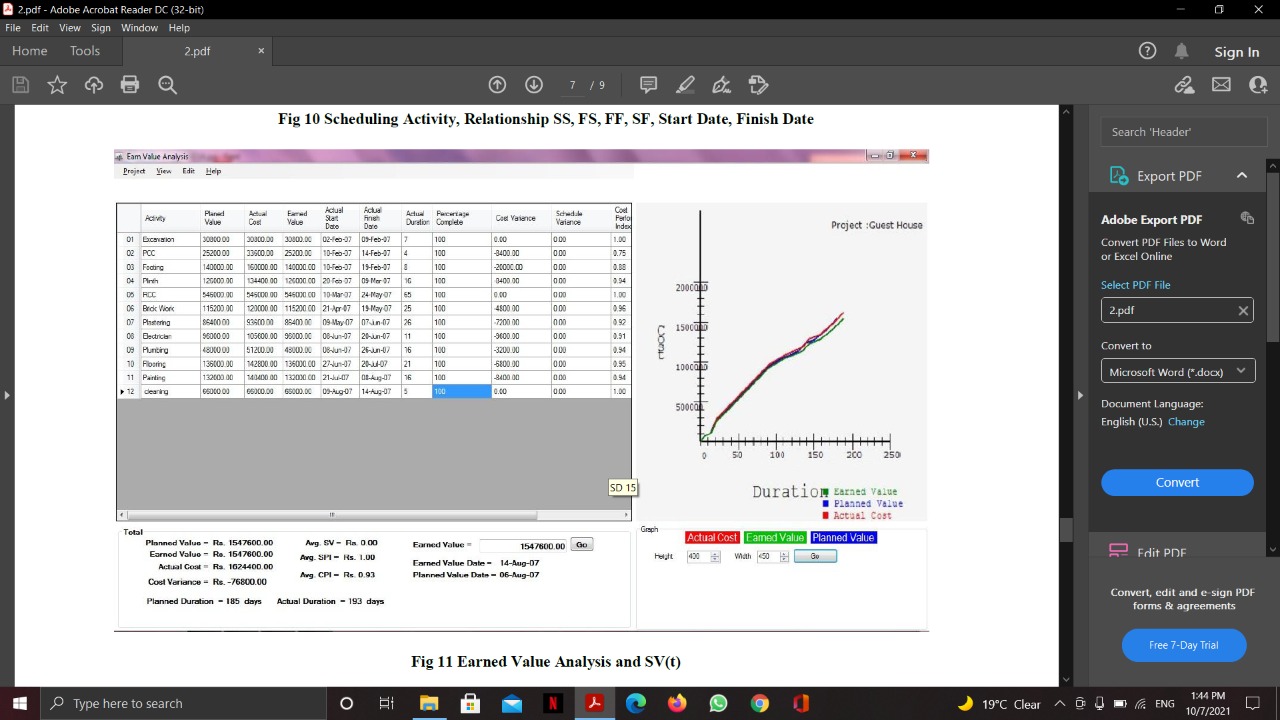 2.pdf - Adobe Acrobat Reader DC (32-bit)
File Edit View Sign Window Help
Home Tools 2.pdf × Sign In
7 / 9
Fig 10 Scheduling Activity, Relationship SS, FS, FF, SF, Start Date, Finish Date
Earn Value Analysis
Project View Edit Help
Activity Planed Value Actual Cost Earned Value Actual Start Date Actual Finish Date Actual Duration Percentage Complete Cost Variance Schedule Variance Cost Perfo Index
01 Excavation 30800.00 30800.00 30800.00 02-Feb-07 09-Feb-07 7 100 0.00 0.00 1.00
02 PCC 25200.00 33600.00 25200.00 10-Feb-07 14-Feb-07 4 100 -8400.00 0.00 0.75
03 Footing 140000.00 160000.00 140000.00 10-Feb-07 19-Feb-07 8 100 -20000.00 0.00 0.88
04 Plinth 126000.00 134400.00 126000.00 20-Feb-07 09-Mar-07 16 100 -8400.00 0.00 0.94
05 RCC 546000.00 546000.00 546000.00 10-Mar-07 24-May-07 65 100 0.00 0.00 1.00
06 Brick Work 115200.00 120000.00 115200.00 21-Apr-07 19-May-07 25 100 -4800.00 0.00 0.96
07 Plastering 86400.00 93600.00 86400.00 09-May-07 07-Jun-07 26 100 -7200.00 0.00 0.92
08 Electrician 96000.00 105600.00 96000.00 08-Jun-07 20-Jun-07 11 100 -9600.00 0.00 0.91
09 Plumbing 48000.00 51200.00 48000.00 08-Jun-07 26-Jun-07 16 100 -3200.00 0.00 0.94
10 Flooring 136000.00 142800.00 136000.00 27-Jun-07 20-Jul-07 21 100 -6800.00 0.00 0.95
11 Painting 132000.00 140400.00 132000.00 21-Jul-07 08-Aug-07 16 100 -8400.00 0.00 0.94
12 cleaning 66000.00 66000.00 66000.00 09-Aug-07 14-Aug-07 5 100 0.00 0.00 1.00
SD 15
Project :Guest House
2000000
1500000
1000000
500000
0 50 100 150 200 250
Duration
Earned Value
Planned Value
Actual Cost
Total
Planned Value = Rs. 1547600.00
Earned Value = Rs. 1547600.00
Actual Cost = Rs. 1624400.00
Cost Variance = Rs. -76800.00
Planned Duration = 185 days Actual Duration = 193 days
Avg. SV = Rs. 0.00
Avg. SPI = Rs. 1.00
Avg. CPI = Rs. 0.93
Earned Value = 1547600.00 Go
Earned Value Date = 14-Aug-07
Planned Value Date = 06-Aug-07
Graph
Actual Cost Earned Value Planned Value
Height 400 Width 450 Go
Fig 11 Earned Value Analysis and SV(t)
Search 'Header'
Export PDF
Adobe Export PDF
Convert PDF Files to Word
or Excel Online
Select PDF File
2.pdf
Convert to
Microsoft Word (*.docx)
Document Language:
English (U.S.) Change
Convert
Edit PDF
Convert, edit and e-sign PDF
forms & agreements
Free 7-Day Trial
Type here to search
19°C Clear
ENG
1:44 PM
10/7/2021